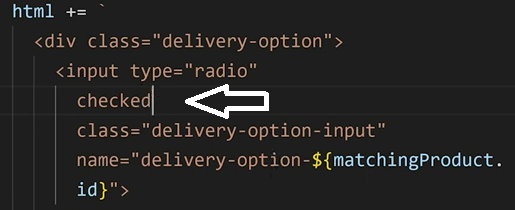 html += `
<div class="delivery-option">
<input type="radio"
checked
class="delivery-option-input"
name="delivery-option-${matchingProduct.
id}">